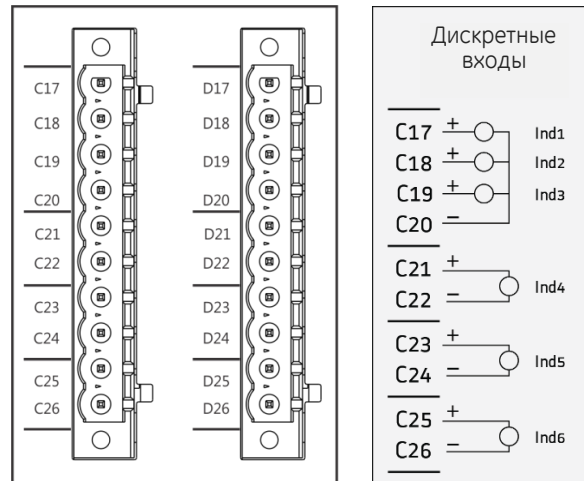 C17
C18
C19
C20
C21
C22
C23
C24
C25
C26
D17
D18
D19
D20
D21
D22
D23
D24
D25
D26
Дискретные
входы
C17 + Ind1
C18 + Ind2
C19 + Ind3
C20 −
C21 +
Ind4
C22 −
C23 +
Ind5
C24 −
C25 +
Ind6
C26 −